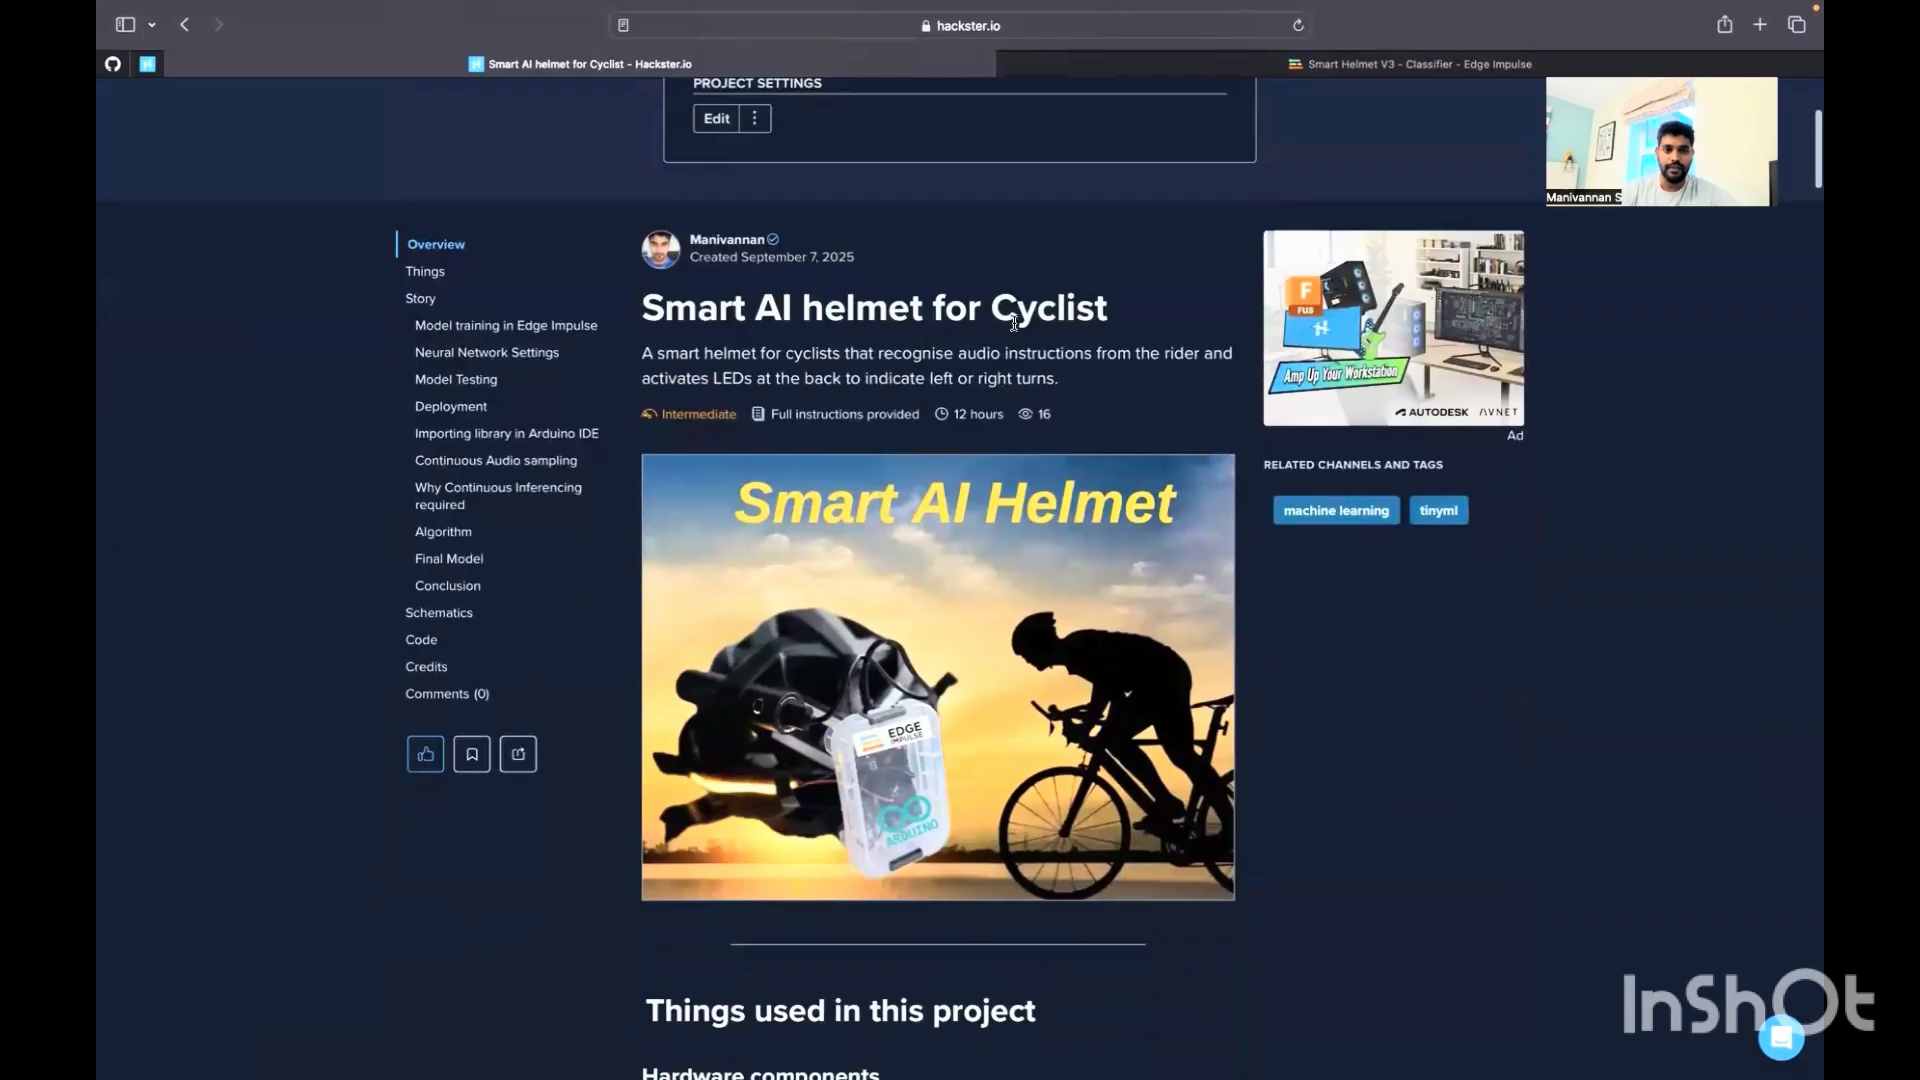 hackster.io
Smart AI helmet for Cyclist - Hackster.io
Smart Helmet V3 - Classifier - Edge Impulse
PROJECT SETTINGS
Edit
Manivannan S
Overview
Things
Story
Model training in Edge Impulse
Neural Network Settings
Model Testing
Deployment
Importing library in Arduino IDE
Continuous Audio sampling
Why Continuous Inferencing
required
Algorithm
Final Model
Conclusion
Schematics
Code
Credits
Comments (0)
Manivannan
Created September 7, 2025
Smart AI helmet for Cyclist
A smart helmet for cyclists that recognise audio instructions from the rider and
activates LEDs at the back to indicate left or right turns.
Intermediate
Full instructions provided
12 hours
16
Smart AI Helmet
EDGE
IMPULSE
ARDUINO
F
FUS
Amp Up Your Workstation
AUTODESK /\VNET
Ad
RELATED CHANNELS AND TAGS
machine learning
tinyml
Things used in this project
Hardware components
InShOt